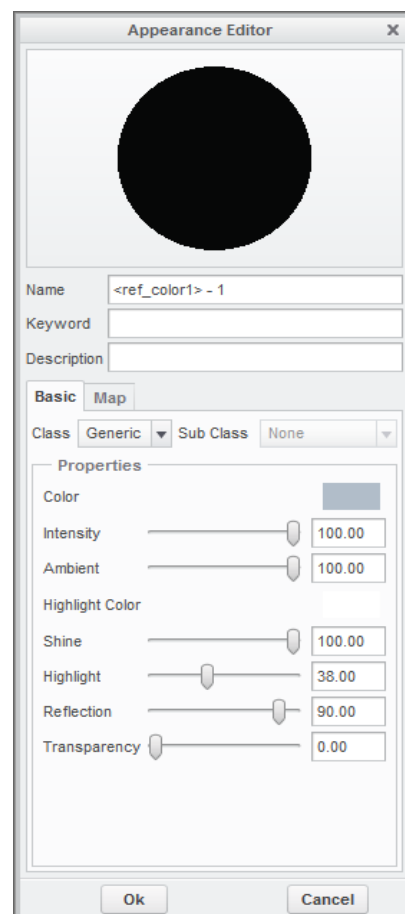 Appearance Editor
Name <ref_color1> - 1
Keyword
Description
Basic Map
Class Generic Sub Class None
Properties
Color
Intensity 100.00
Ambient 100.00
Highlight Color
Shine 100.00
Highlight 38.00
Reflection 90.00
Transparency 0.00
Ok Cancel